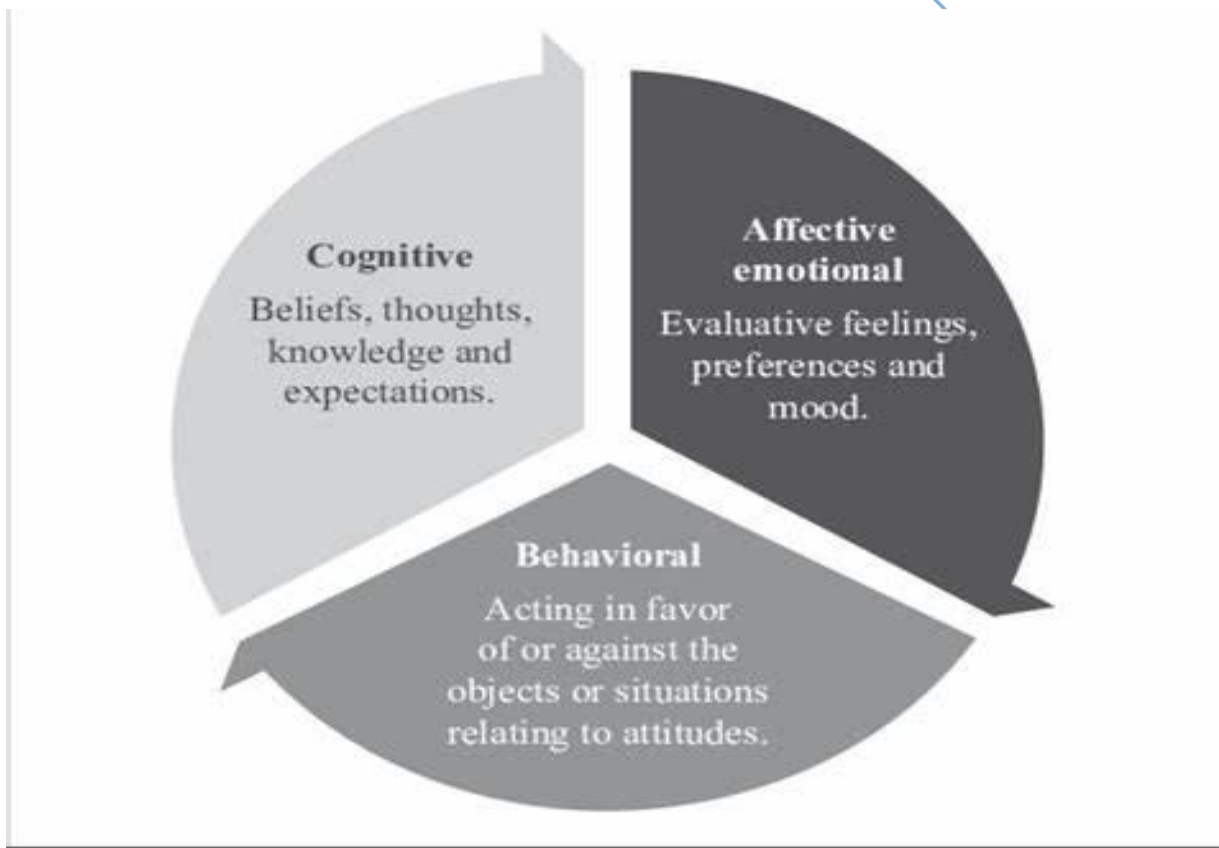 Cognitive
Beliefs, thoughts,
knowledge and
expectations.
Affective
emotional
Evaluative feelings,
preferences and
mood.
Behavioral
Acting in favor
of or against the
objects or situations
relating to attitudes.